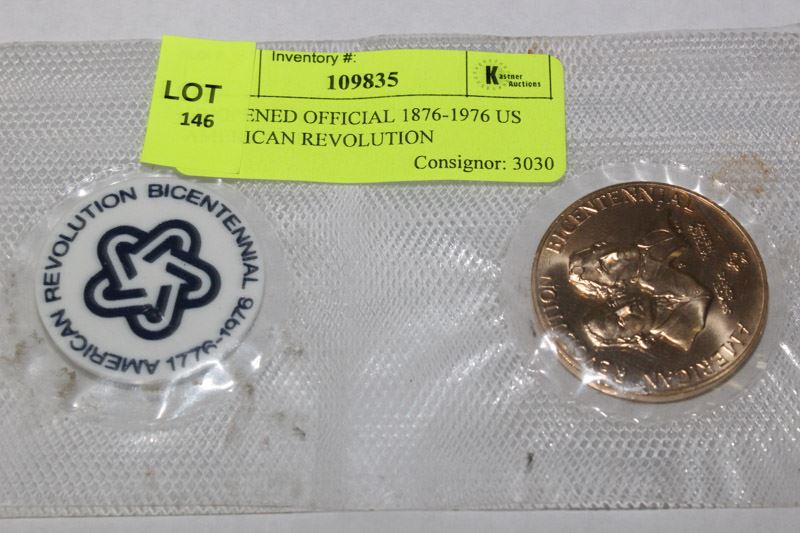 LOT
146
Inventory #:
109835
Kastner
Auctions
ENED OFFICIAL 1876-1976 US
ICAN REVOLUTION
Consignor: 3030
AMERICAN REVOLUTION BICENTENNIAL
1776-1976
AMERICAN REVOLUTION BICENTENNIAL